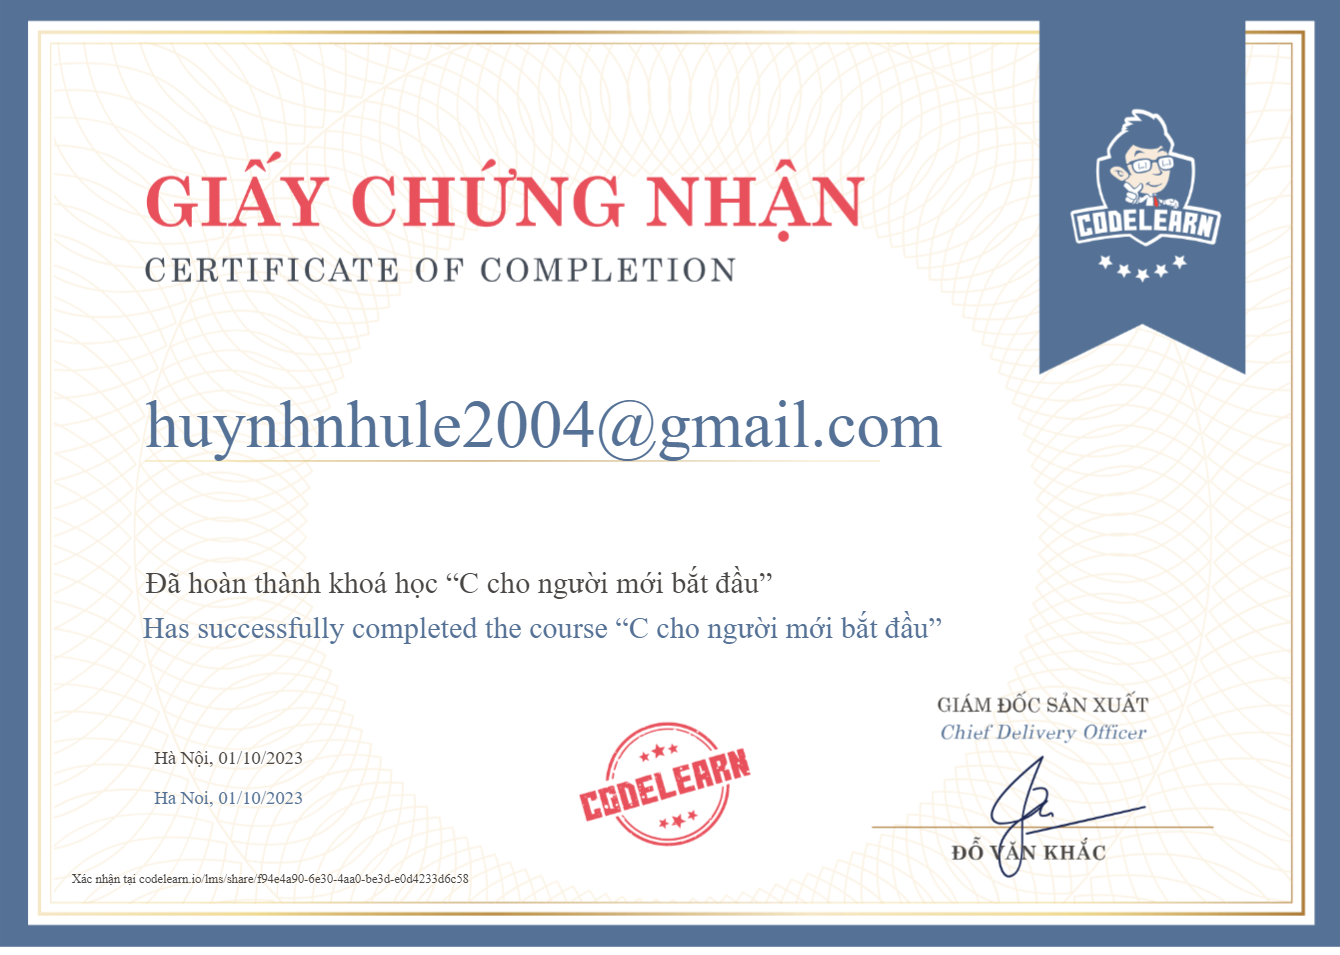 GIẤY CHỨNG NHẬN
CERTIFICATE OF COMPLETION
CODELEARN
huynhnhule2004@gmail.com
Đã hoàn thành khoá học “C cho người mới bắt đầu”
Has successfully completed the course “C cho người mới bắt đầu”
GIÁM ĐỐC SẢN XUẤT
Chief Delivery Officer
Hà Nội, 01/10/2023
Ha Noi, 01/10/2023
CODELEARN
ĐỖ VĂN KHẮC
Xác nhận tại codelearn.io/lms/share/f94e4a90-6e30-4aa0-be3d-e0d4233d6c58